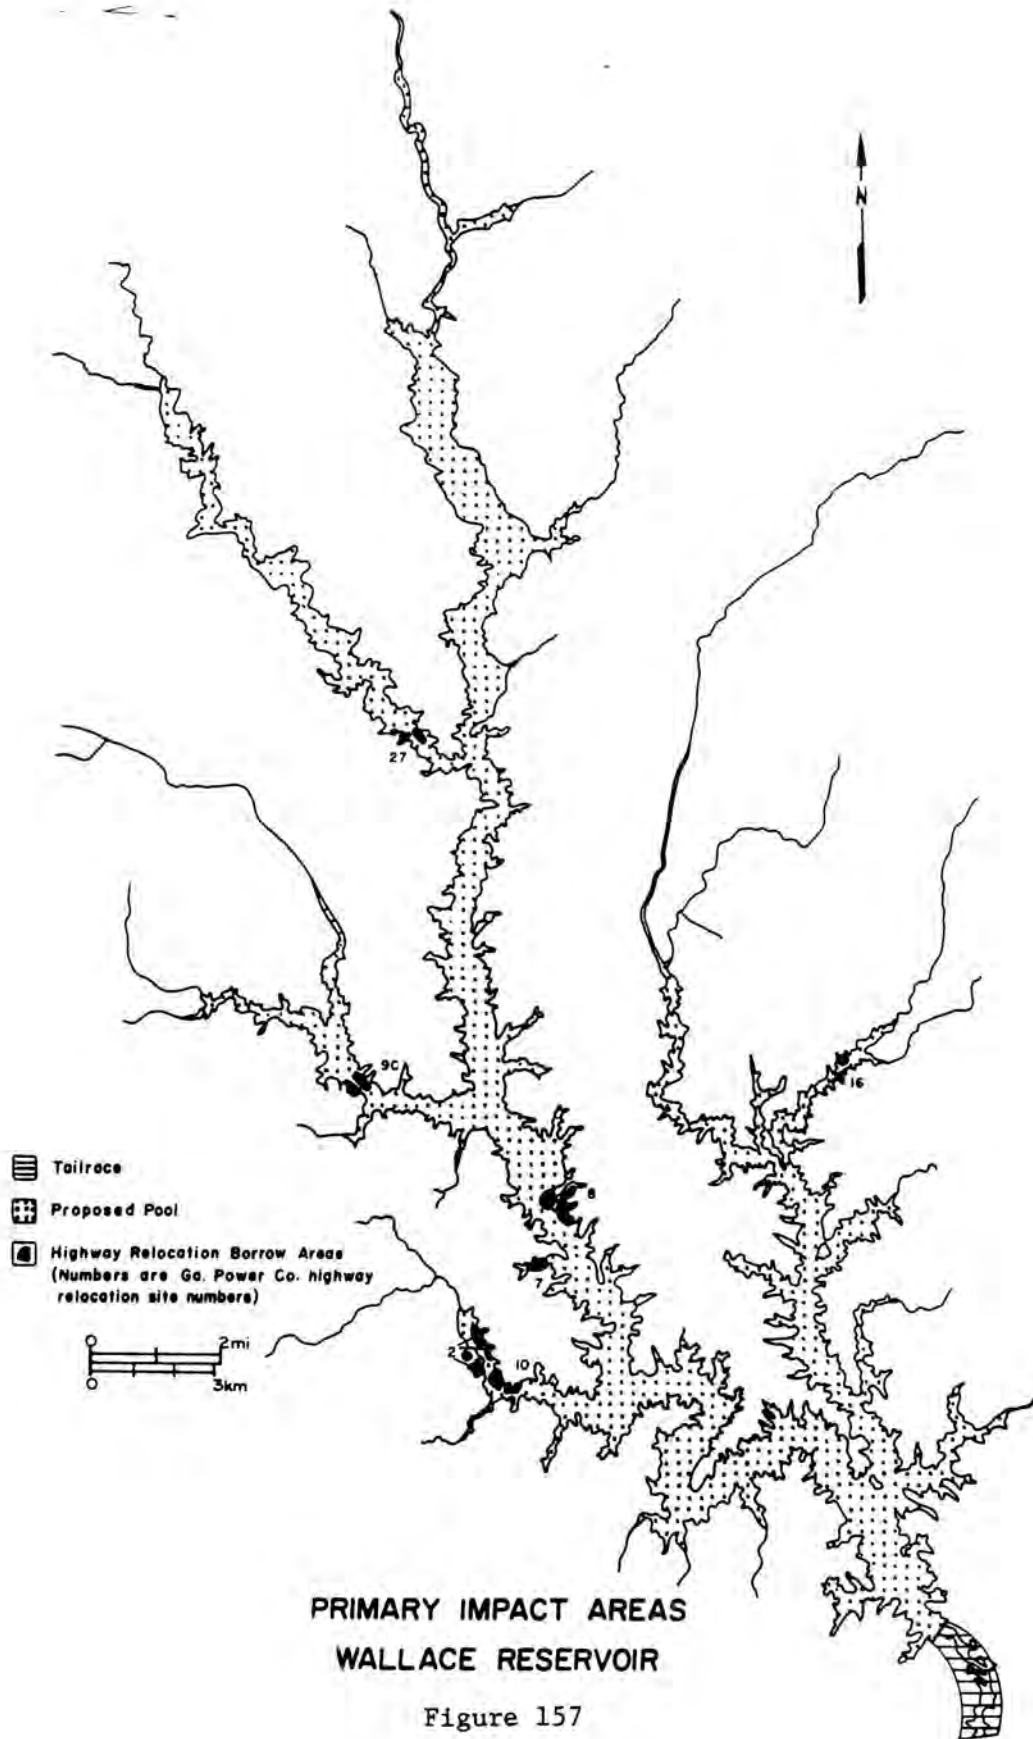 N
27
9C
16
8
7
2
10
Tailrace
Proposed Pool
Highway Relocation Borrow Areas
(Numbers are Ga. Power Co. highway
relocation site numbers)
0
2mi
0
3km
PRIMARY IMPACT AREAS
WALLACE RESERVOIR
Figure 157